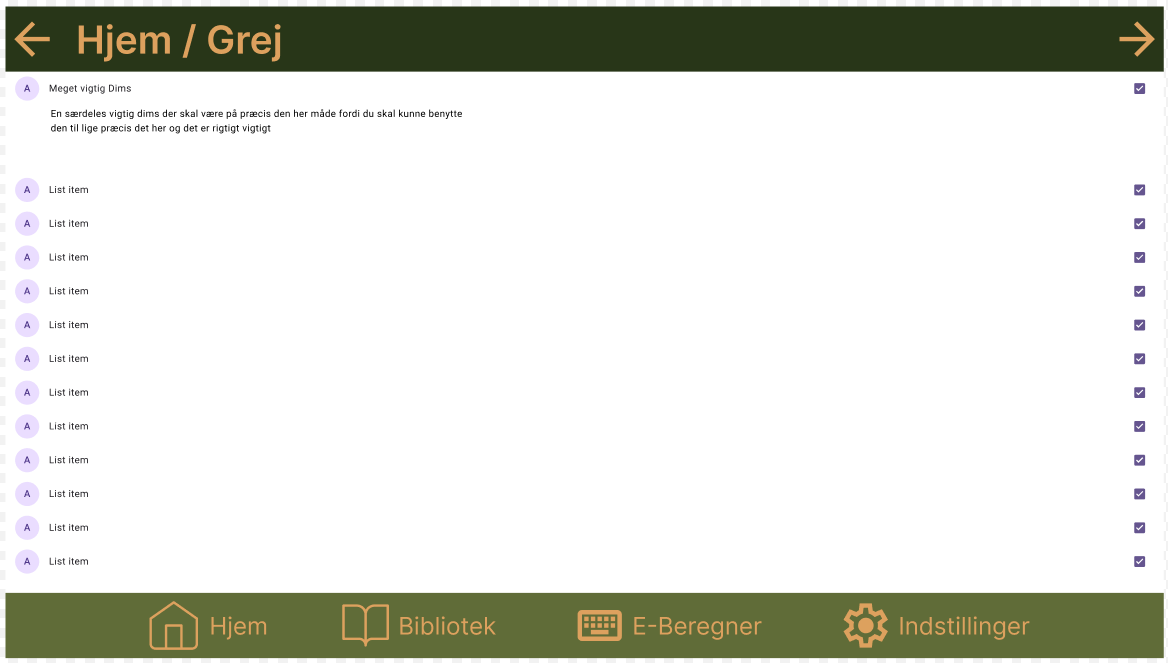 Hjem / Grej
A Meget vigtig Dims
En særdeles vigtig dims der skal være på præcis den her måde fordi du skal kunne benytte
den til lige præcis det her og det er rigtigt vigtigt
A List item
A List item
A List item
A List item
A List item
A List item
A List item
A List item
A List item
A List item
A List item
A List item
Hjem Bibliotek E-Beregner Indstillinger